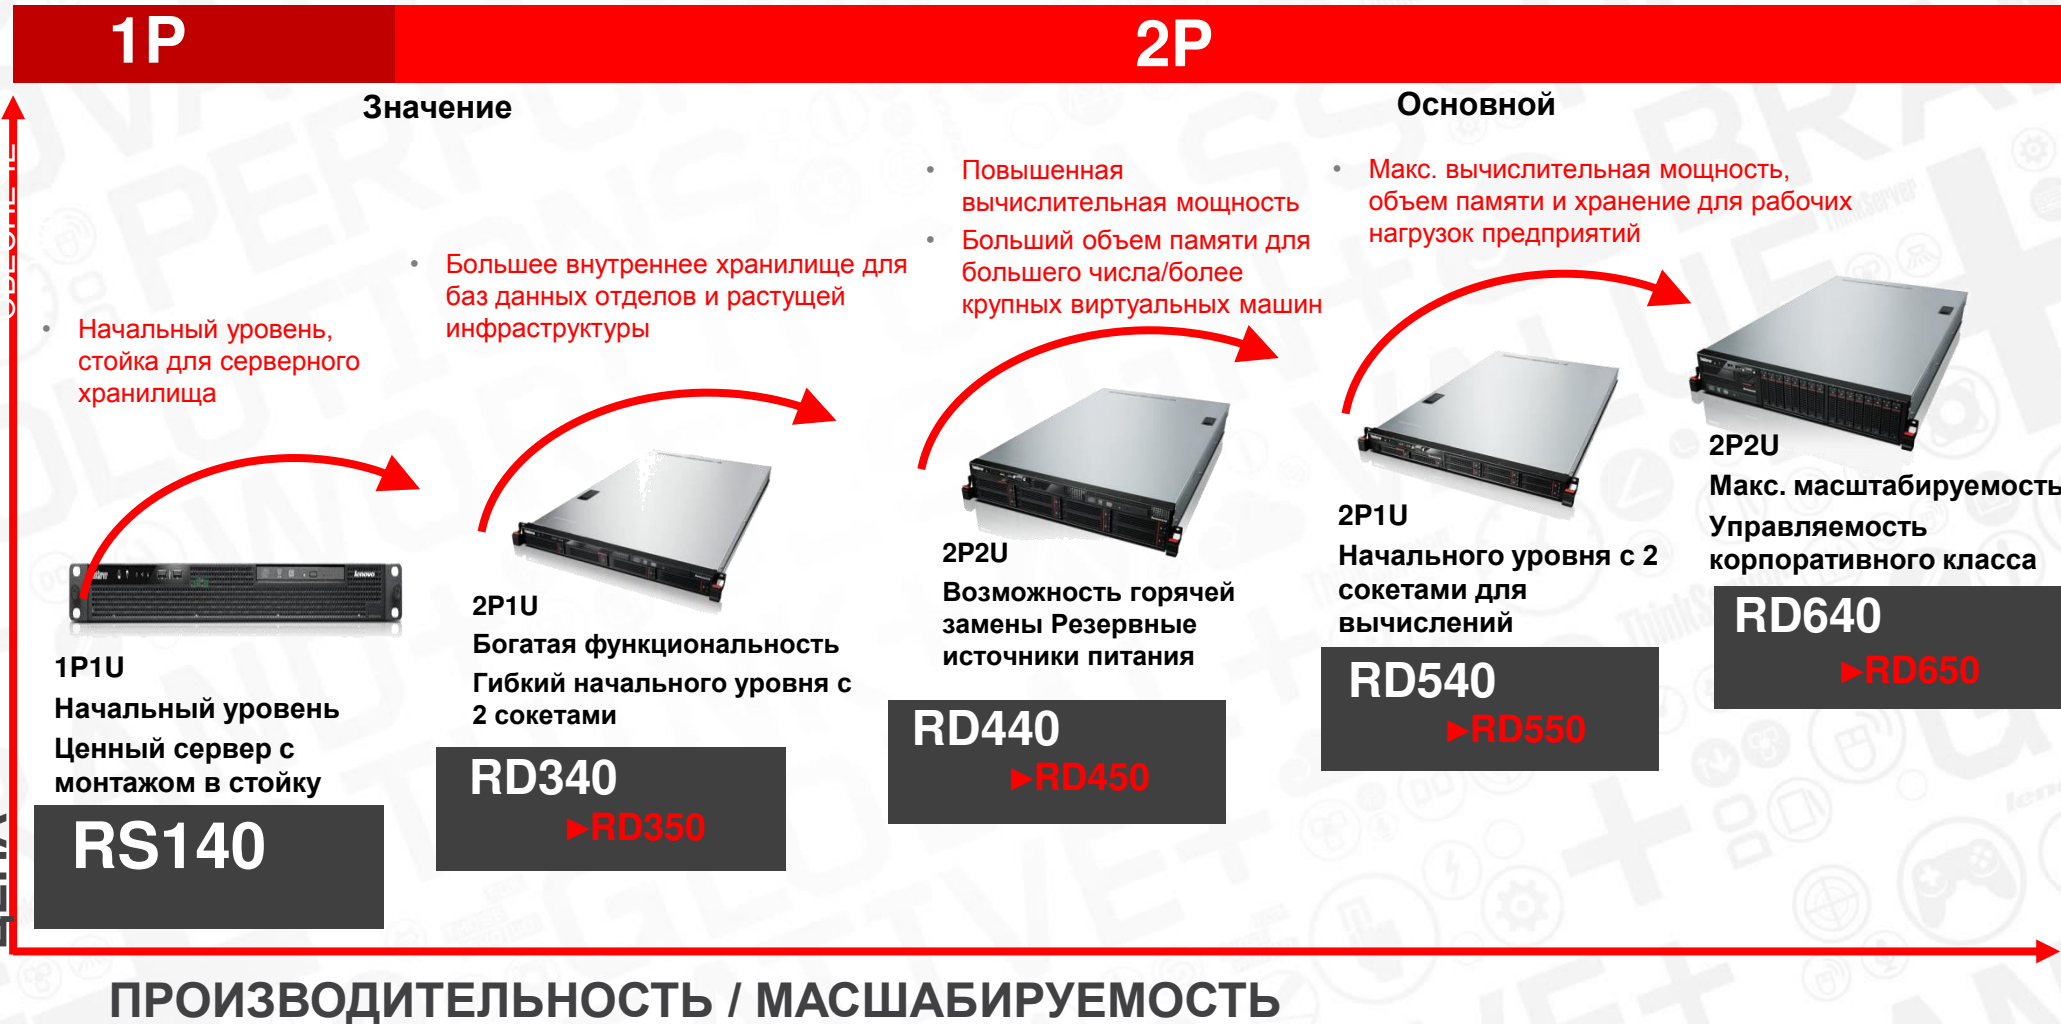 1P
2P
Значение
Основной
• Начальный уровень,
стойка для серверного
хранилища
• Большее внутреннее хранилище для
баз данных отделов и растущей
инфраструктуры
• Повышенная
вычислительная мощность
• Больший объем памяти для
большего числа/более
крупных виртуальных машин
• Макс. вычислительная мощность,
объем памяти и хранение для рабочих
нагрузок предприятий
1P1U
Начальный уровень
Ценный сервер с
монтажом в стойку
RS140
2P1U
Богатая функциональность
Гибкий начального уровня с
2 сокетами
RD340
►RD350
2P2U
Возможность горячей
замены Резервные
источники питания
RD440
►RD450
2P1U
Начального уровня с 2
сокетами для
вычислений
RD540
►RD550
2P2U
Макс. масштабируемость
Управляемость
корпоративного класса
RD640
►RD650
ПРОИЗВОДИТЕЛЬНОСТЬ / МАСШАБИРУЕМОСТЬ